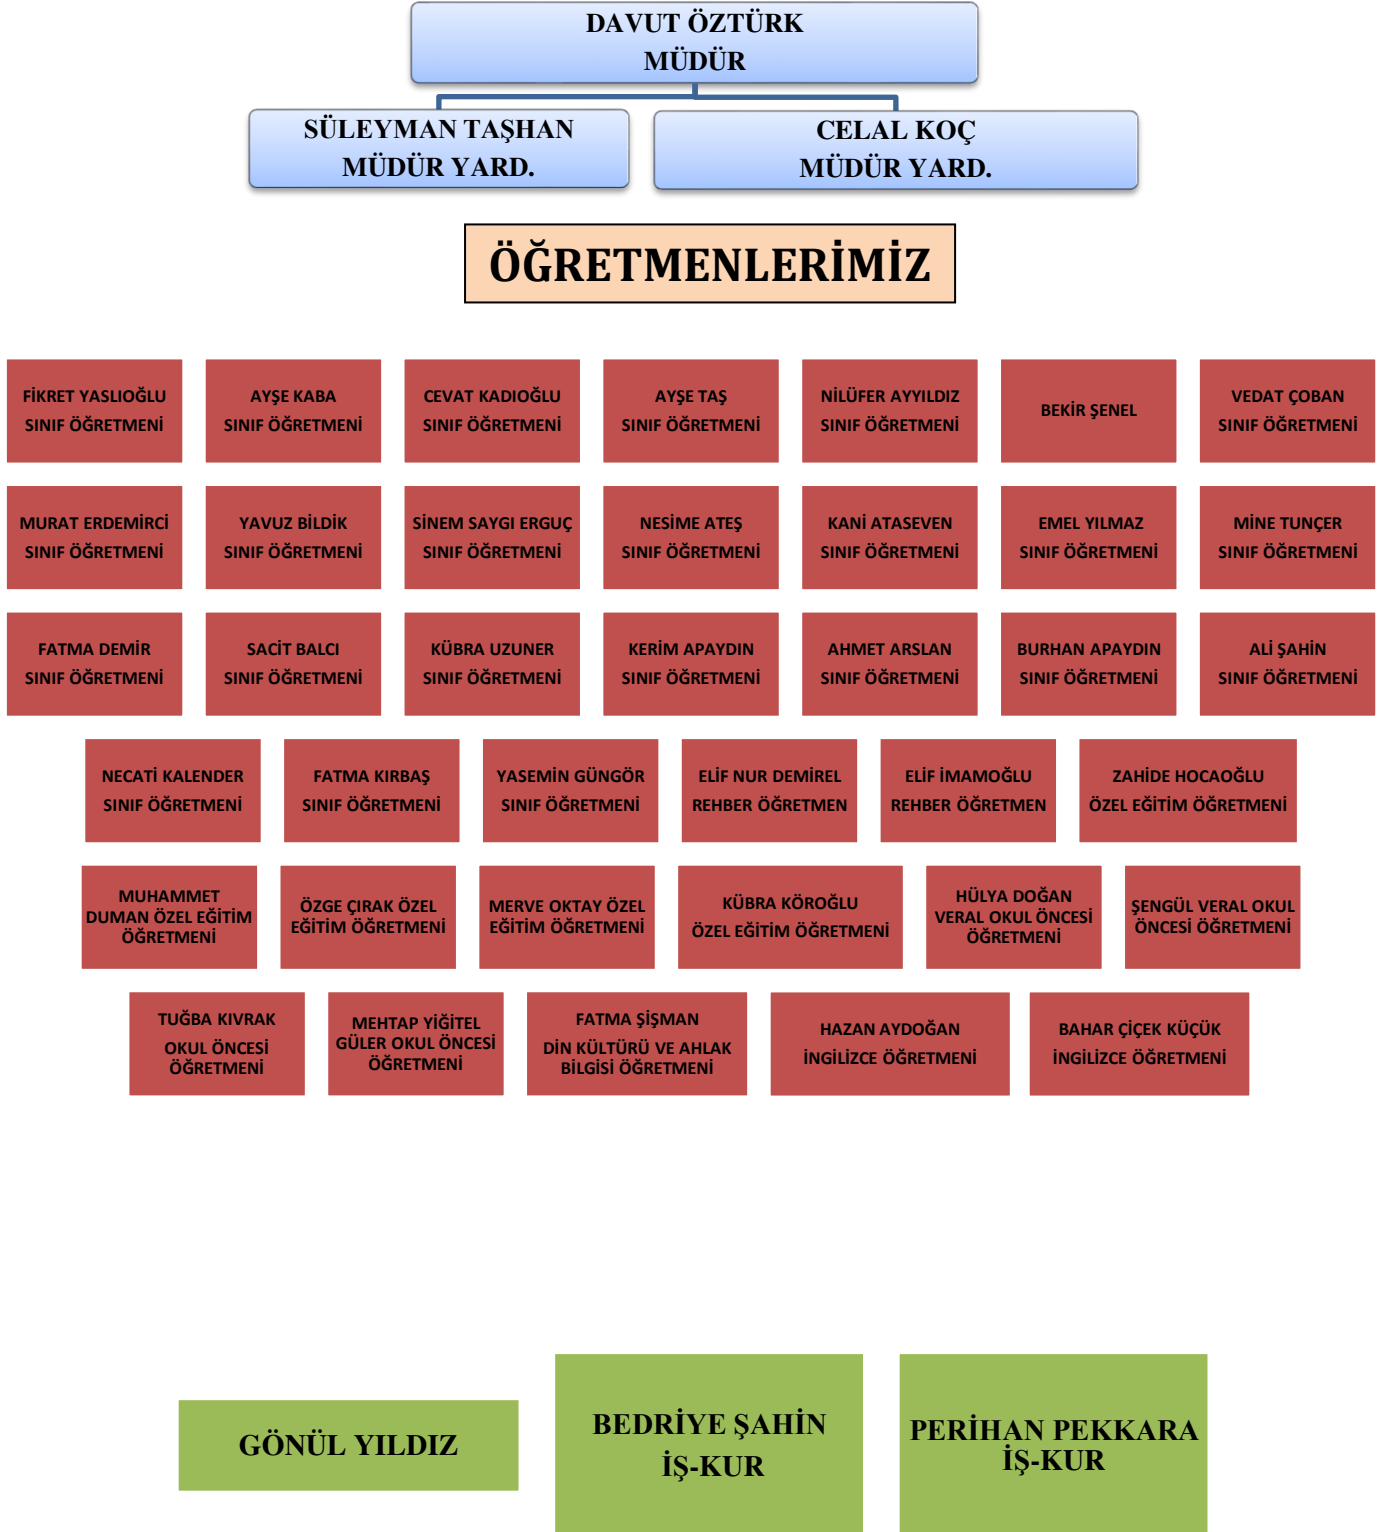 DAVUT ÖZTÜRK
MÜDÜR
SÜLEYMAN TAŞHAN
MÜDÜR YARD.
CELAL KOÇ
MÜDÜR YARD.
ÖĞRETMENLERİMİZ
FİKRET YASLIOĞLU
SINIF ÖĞRETMENİ
AYŞE KABA
SINIF ÖĞRETMENİ
CEVAT KADIOĞLU
SINIF ÖĞRETMENİ
AYŞE TAŞ
SINIF ÖĞRETMENİ
NİLÜFER AYYILDIZ
SINIF ÖĞRETMENİ
BEKİR ŞENEL
VEDAT ÇOBAN
SINIF ÖĞRETMENİ
MURAT ERDEMİRCİ
SINIF ÖĞRETMENİ
YAVUZ BİLDİK
SINIF ÖĞRETMENİ
SİNEM SAYGI ERGUÇ
SINIF ÖĞRETMENİ
NESİME ATEŞ
SINIF ÖĞRETMENİ
KANİ ATASEVEN
SINIF ÖĞRETMENİ
EMEL YILMAZ
SINIF ÖĞRETMENİ
MİNE TUNÇER
SINIF ÖĞRETMENİ
FATMA DEMİR
SINIF ÖĞRETMENİ
SACİT BALCI
SINIF ÖĞRETMENİ
KÜBRA UZUNER
SINIF ÖĞRETMENİ
KERİM APAYDIN
SINIF ÖĞRETMENİ
AHMET ARSLAN
SINIF ÖĞRETMENİ
BURHAN APAYDIN
SINIF ÖĞRETMENİ
ALİ ŞAHİN
SINIF ÖĞRETMENİ
NECATİ KALENDER
SINIF ÖĞRETMENİ
FATMA KIRBAŞ
SINIF ÖĞRETMENİ
YASEMİN GÜNGÖR
SINIF ÖĞRETMENİ
ELİF NUR DEMİREL
REHBER ÖĞRETMEN
ELİF İMAMOĞLU
REHBER ÖĞRETMEN
ZAHİDE HOCAOĞLU
ÖZEL EĞİTİM ÖĞRETMENİ
MUHAMMET
DUMAN ÖZEL EĞİTİM
ÖĞRETMENİ
ÖZGE ÇIRAK ÖZEL
EĞİTİM ÖĞRETMENİ
MERVE OKTAY ÖZEL
EĞİTİM ÖĞRETMENİ
KÜBRA KÖROĞLU
ÖZEL EĞİTİM ÖĞRETMENİ
HÜLYA DOĞAN
VERAL OKUL ÖNCESİ
ÖĞRETMENİ
ŞENGÜL VERAL OKUL
ÖNCESİ ÖĞRETMENİ
TUĞBA KIVRAK
OKUL ÖNCESİ
ÖĞRETMENİ
MEHTAP YİĞİTEL
GÜLER OKUL ÖNCESİ
ÖĞRETMENİ
FATMA ŞİŞMAN
DİN KÜLTÜRÜ VE AHLAK
BİLGİSİ ÖĞRETMENİ
HAZAN AYDOĞAN
İNGİLİZCE ÖĞRETMENİ
BAHAR ÇİÇEK KÜÇÜK
İNGİLİZCE ÖĞRETMENİ
GÖNÜL YILDIZ
BEDRİYE ŞAHİN
İŞ-KUR
PERİHAN PEKKARA
İŞ-KUR